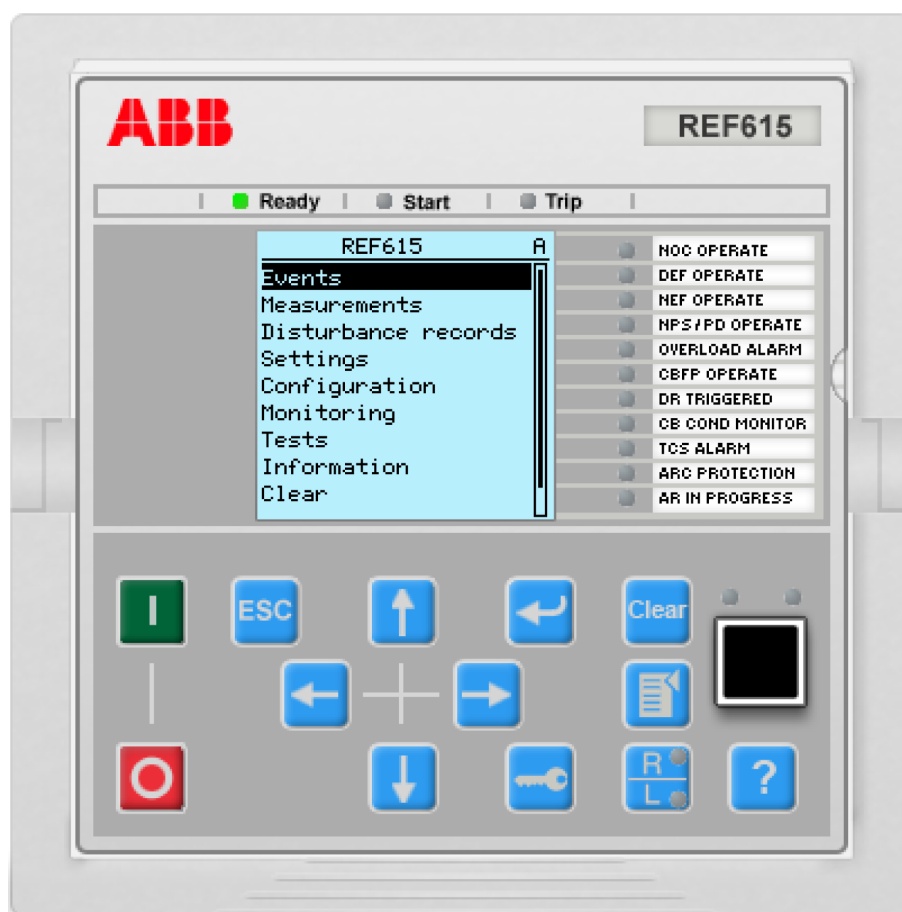 ABB
REF615
Ready Start Trip
REF615 A
Events
Measurements
Disturbance records
Settings
Configuration
Monitoring
Tests
Information
Clear
NOC OPERATE
DEF OPERATE
NEF OPERATE
NPS/PD OPERATE
OVERLOAD ALARM
CBFP OPERATE
DR TRIGGERED
CB COND MONITOR
TCS ALARM
ARC PROTECTION
AR IN PROGRESS
I
ESC
Clear
O
R
L
?